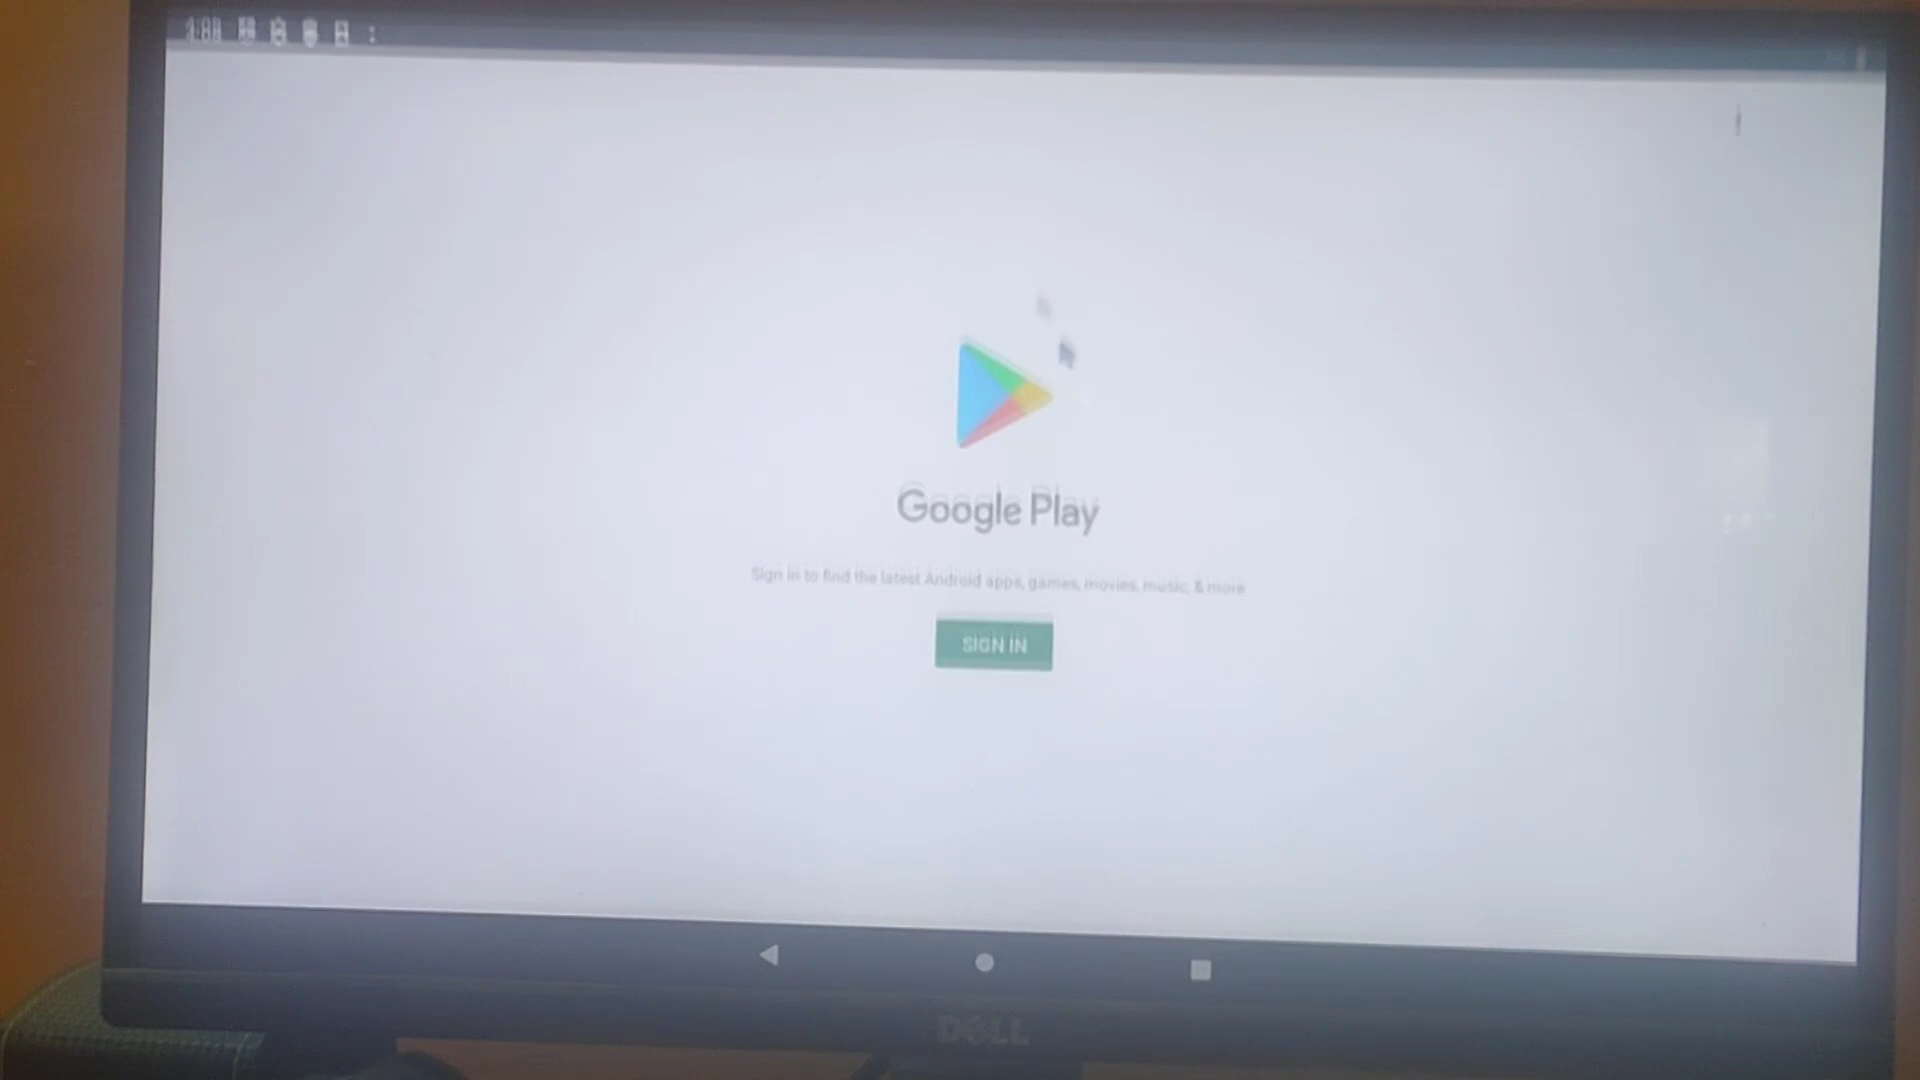 Google Play
Sign in to find the latest Android apps, games, movies, music, & more
SIGN IN
DELL